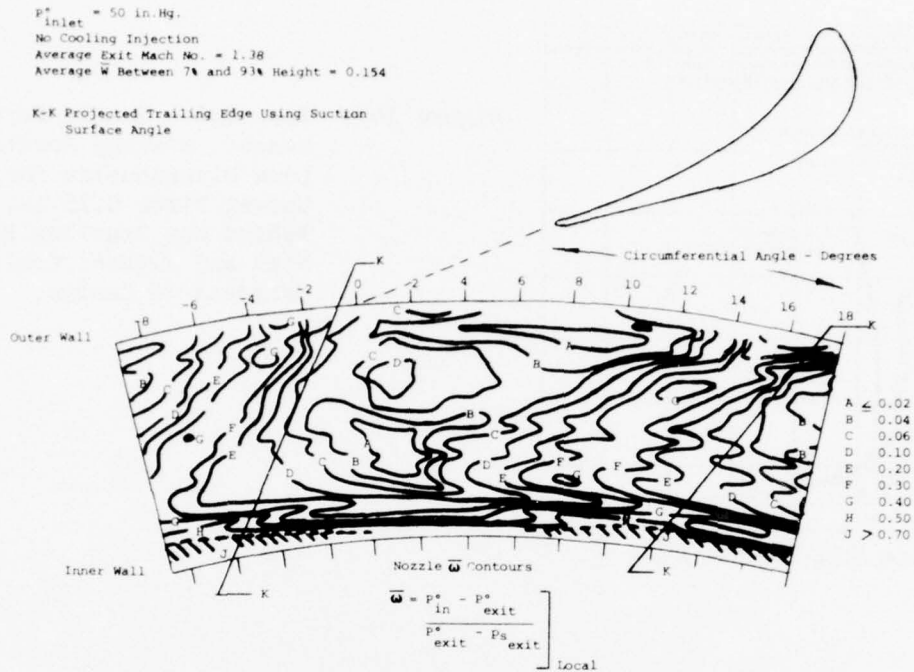 P°inlet = 50 in.Hg.
No Cooling Injection
Average Exit Mach No. = 1.38
Average W̅ Between 7% and 93% Height = 0.154
K-K Projected Trailing Edge Using Suction
Surface Angle
Circumferential Angle - Degrees
K
-8 -6 -4 -2 0 2 4 6 8 10 12 14 16 18 K
Outer Wall
G C
A
G C D H
B C E G
D B B
G F A C
E B D F F
D C E G E D C
G H G
J J
A ≤ 0.02
B 0.04
C 0.06
D 0.10
E 0.20
F 0.30
G 0.40
H 0.50
J > 0.70
Inner Wall
Nozzle ω̅ Contours
K K
ω̅ = P°in - P°exit
P°exit - Ps exit
Local